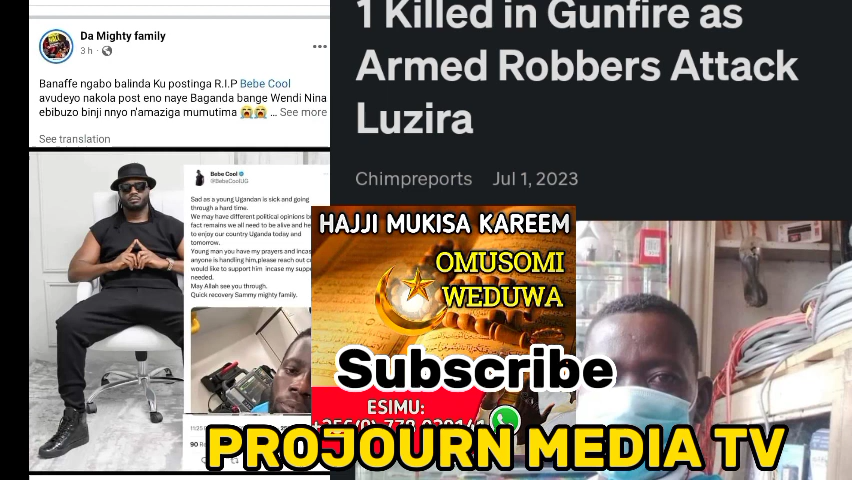 Da Mighty family
3 h ·
Banaffe ngabo balinda Ku postinga R.I.P Bebe Cool
avudeyo nakola post eno naye Baganda bange Wendi Nina
ebibuzo binji nnyo n'amaziga mumutima 😭😭 ... See more
See translation
Bebe Cool
@BebeCoolUG
Sad as a young Ugandan is sick and going
through a hard time.
We may have different political opinions b
fact remains we all need to be alive and he
to enjoy our country Uganda today and
tomorrow.
Young man you have my prayers and incas
anyone is handling him,please reach out c
would like to support him incase my sup
needed.
May Allah see you through.
Quick recovery Sammy mighty family.
90
1 Killed in Gunfire as
Armed Robbers Attack
Luzira
Chimpreports Jul 1, 2023
HAJJI MUKISA KAREEM
OMUSOMI
WEDUWA
Subscribe
ESIMU:
PROJOURN MEDIA TV